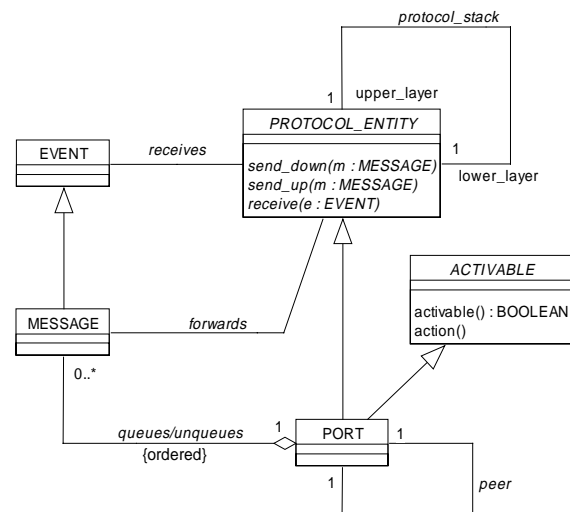 protocol_stack
1
upper_layer
PROTOCOL_ENTITY
send_down(m : MESSAGE)
send_up(m : MESSAGE)
receive(e : EVENT)
1
lower_layer
EVENT
receives
ACTIVABLE
activable() : BOOLEAN
action()
MESSAGE
forwards
0..*
queues/unqueues
{ordered}
1
PORT
1
1
peer